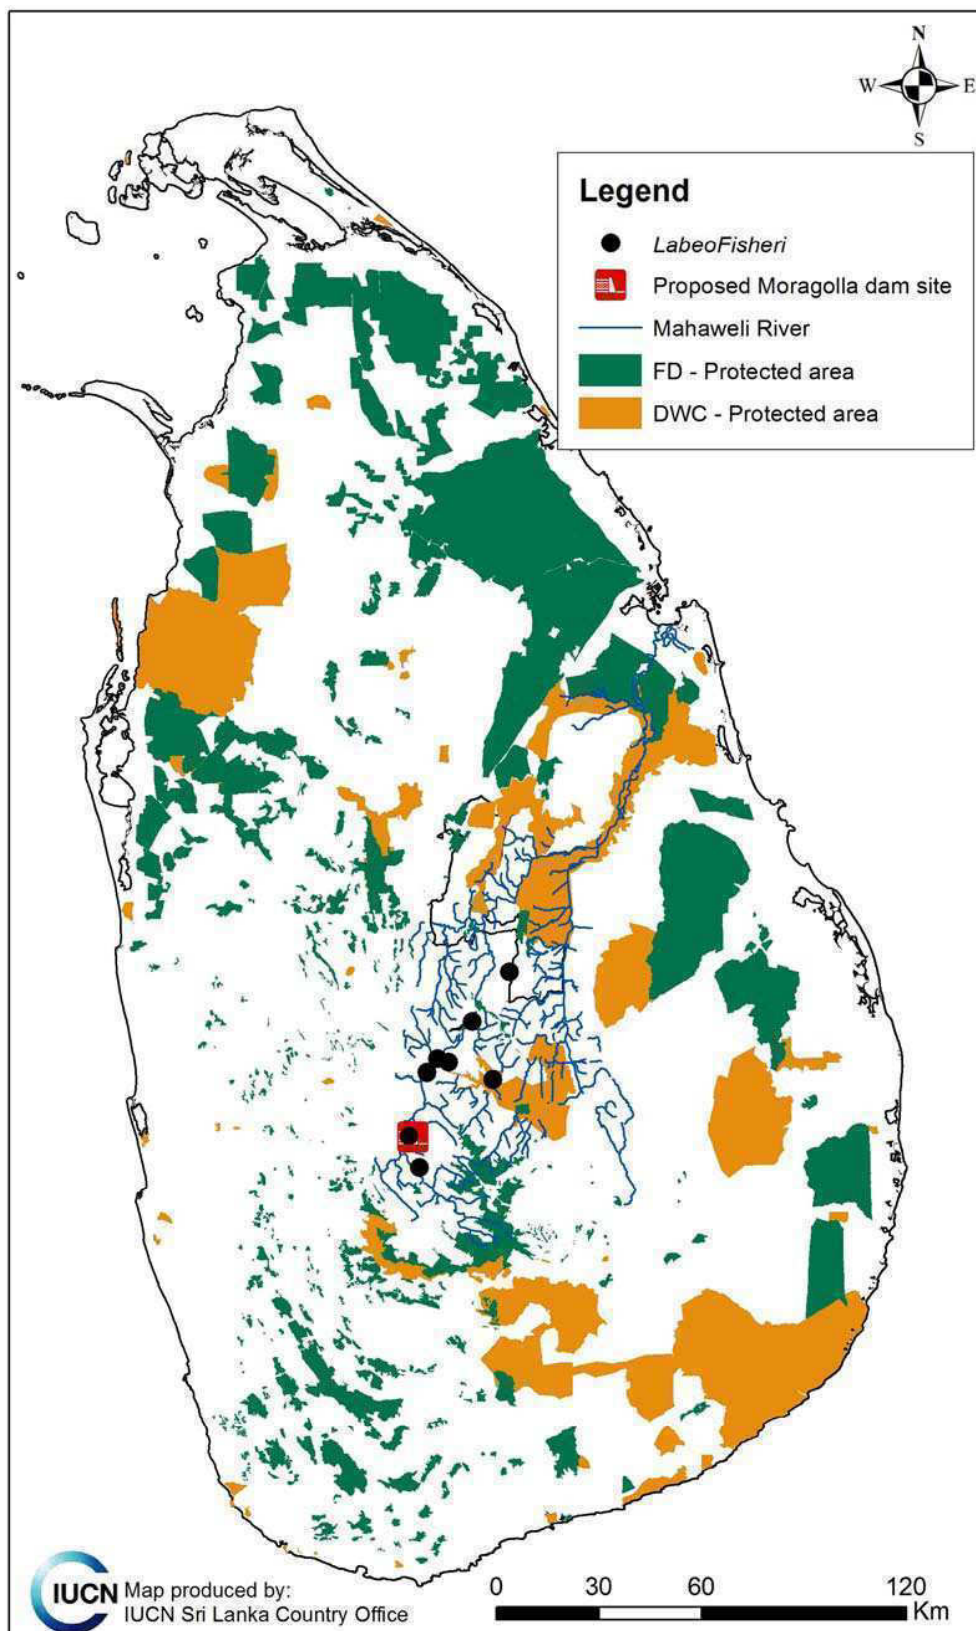 N
W
E
S
Legend
LabeoFisheri
Proposed Moragolla dam site
Mahaweli River
FD - Protected area
DWC - Protected area
IUCN
Map produced by:
IUCN Sri Lanka Country Office
0 30 60 120
Km